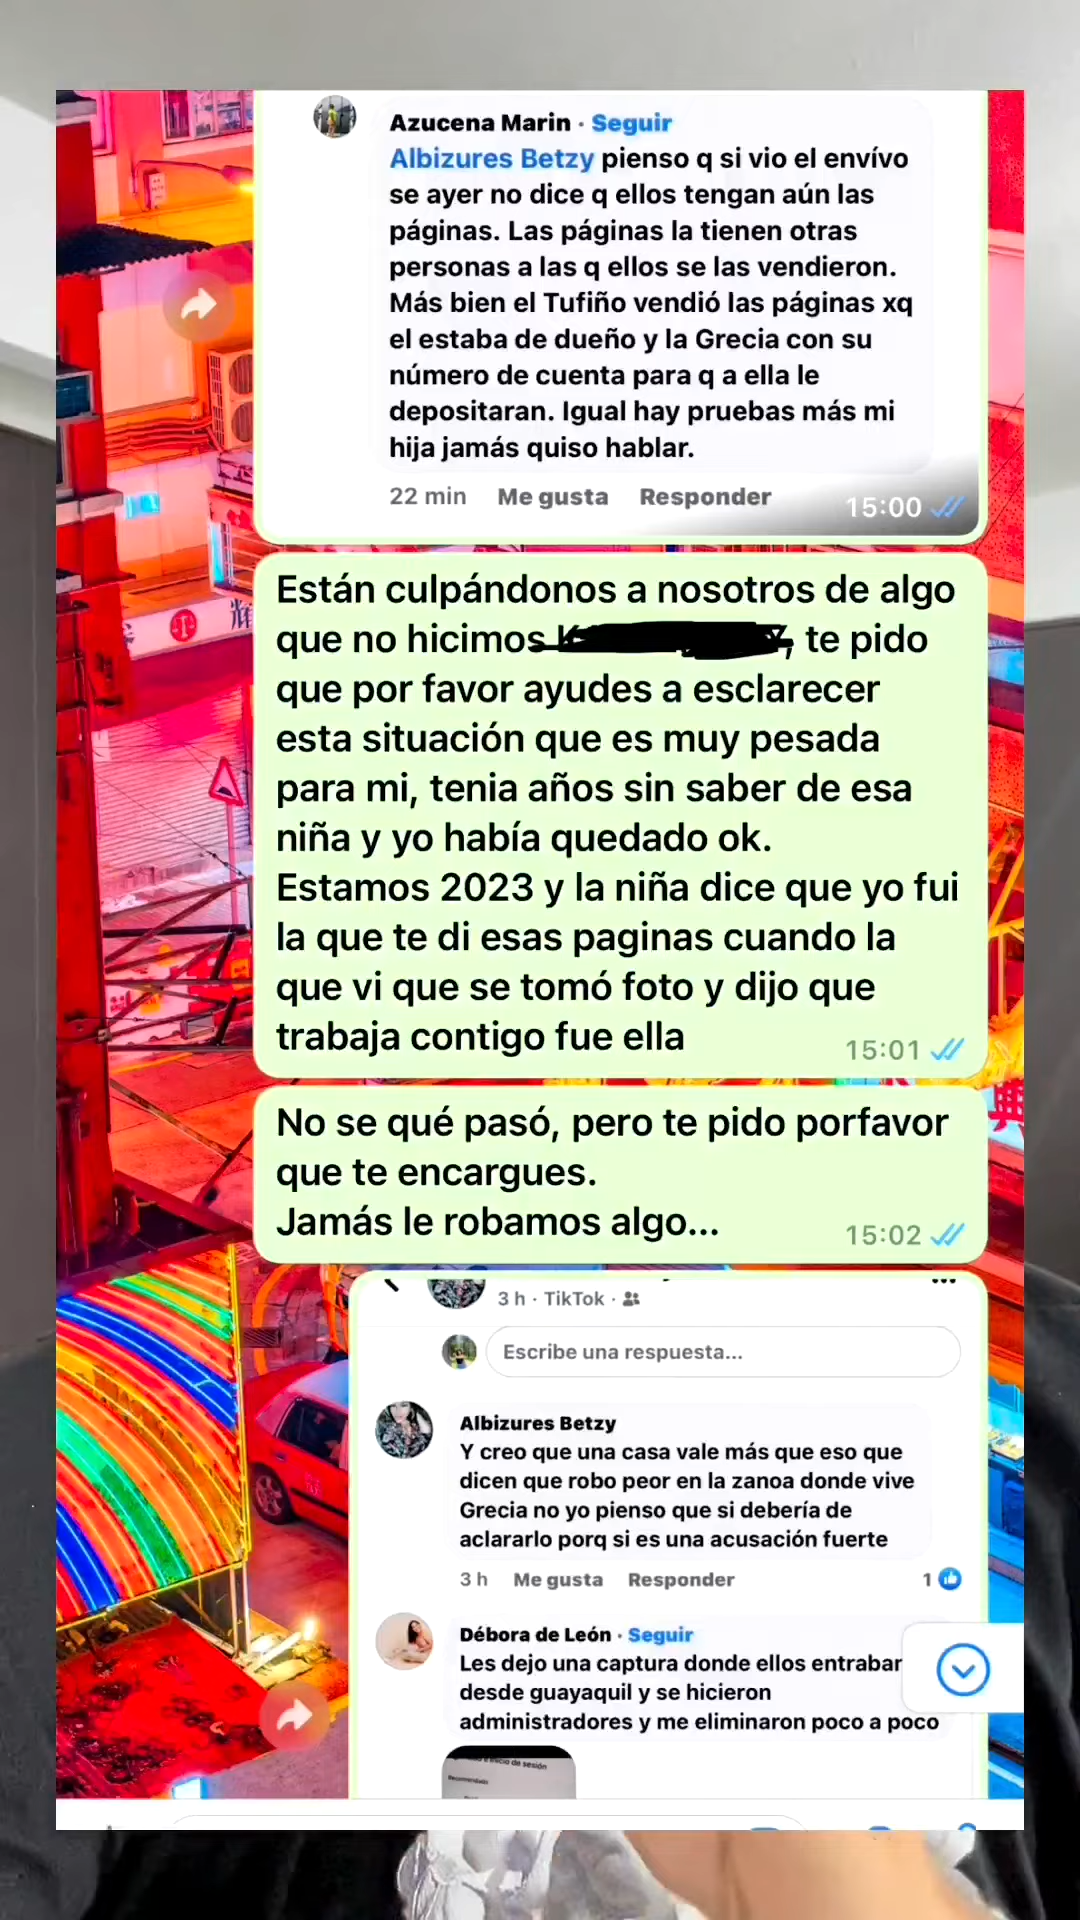 Azucena Marin · Seguir
Albizures Betzy pienso q si vio el envívo
se ayer no dice q ellos tengan aún las
páginas. Las páginas la tienen otras
personas a las q ellos se las vendieron.
Más bien el Tufiño vendió las páginas xq
el estaba de dueño y la Grecia con su
número de cuenta para q a ella le
depositaran. Igual hay pruebas más mi
hija jamás quiso hablar.
22 min Me gusta Responder
15:00
Están culpándonos a nosotros de algo
que no hicimos , te pido
que por favor ayudes a esclarecer
esta situación que es muy pesada
para mi, tenia años sin saber de esa
niña y yo había quedado ok.
Estamos 2023 y la niña dice que yo fui
la que te di esas paginas cuando la
que vi que se tomó foto y dijo que
trabaja contigo fue ella
15:01
No se qué pasó, pero te pido porfavor
que te encargues.
Jamás le robamos algo...
15:02
3 h · TikTok ·
Escribe una respuesta...
Albizures Betzy
Y creo que una casa vale más que eso que
dicen que robo peor en la zanoa donde vive
Grecia no yo pienso que si debería de
aclararlo porq si es una acusación fuerte
3 h Me gusta Responder 1
Débora de León · Seguir
Les dejo una captura donde ellos entrabar
desde guayaquil y se hicieron
administradores y me eliminaron poco a poco
inicio de sesión